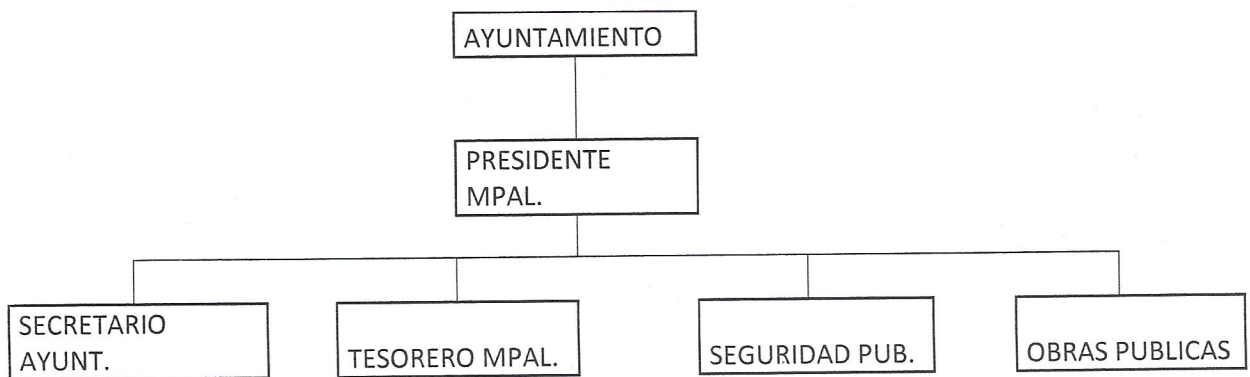 AYUNTAMIENTO
PRESIDENTE
MPAL.
SECRETARIO
AYUNT.
TESORERO MPAL.
SEGURIDAD PUB.
OBRAS PUBLICAS